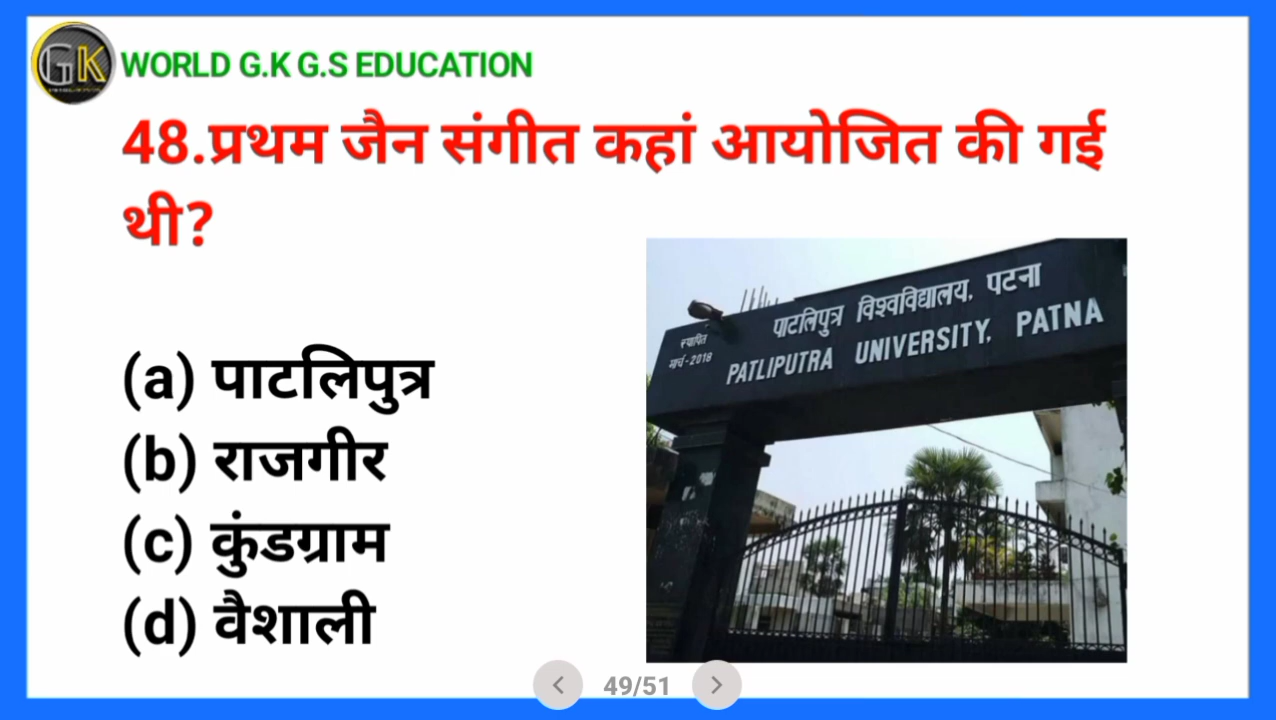 GK
WORLD G.K G.S EDUCATION
48.प्रथम जैन संगीत कहां आयोजित की गई
थी?
(a) पाटलिपुत्र
(b) राजगीर
(c) कुंडग्राम
(d) वैशाली
स्थापित
मार्च-2018
पाटलिपुत्र विश्वविद्यालय, पटना
PATLIPUTRA UNIVERSITY, PATNA
49/51